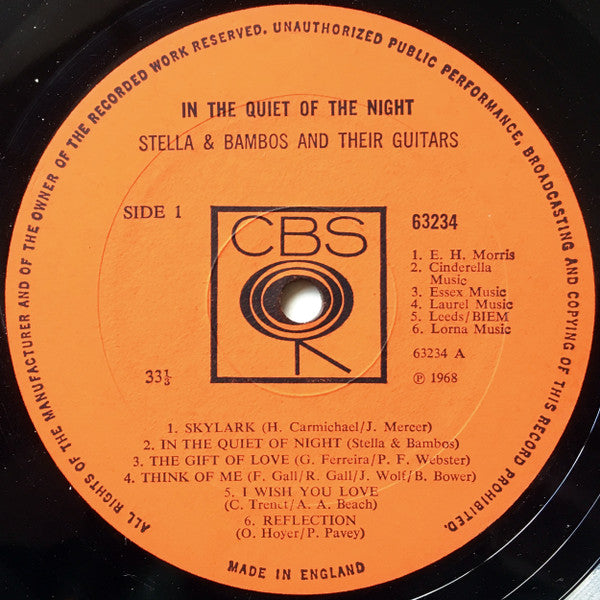 ALL RIGHTS OF THE MANUFACTURER AND OF THE OWNER OF THE RECORDED WORK RESERVED. UNAUTHORIZED PUBLIC PERFORMANCE, BROADCASTING AND COPYING OF THIS RECORD PROHIBITED.
IN THE QUIET OF THE NIGHT
STELLA & BAMBOS AND THEIR GUITARS
SIDE 1
CBS
63234
1. E. H. Morris
2. Cinderella
Music
3. Essex Music
4. Laurel Music
5. Leeds/BIEM
6. Lorna Music
63234 A
℗ 1968
33⅓
1. SKYLARK (H. Carmichael/J. Mercer)
2. IN THE QUIET OF NIGHT (Stella & Bambos)
3. THE GIFT OF LOVE (G. Ferreira/P. F. Webster)
4. THINK OF ME (F. Gall/R. Gall/J. Wolf/B. Bower)
5. I WISH YOU LOVE
(C. Trenet/A. A. Beach)
6. REFLECTION
(O. Hoyer/P. Pavey)
MADE IN ENGLAND